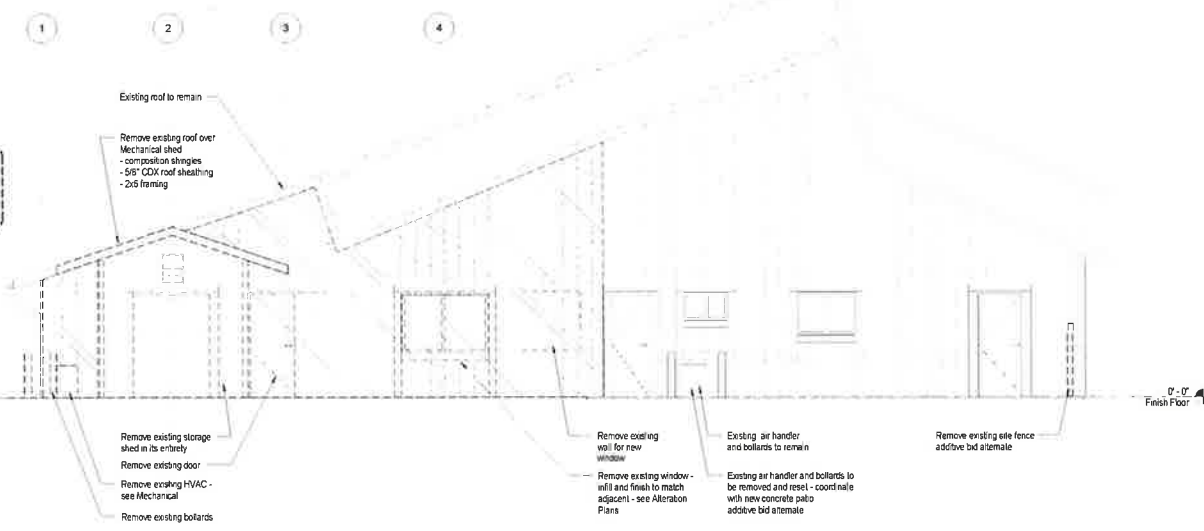 1
2
3
4
Existing roof to remain
Remove existing roof over
Mechanical shed
- composition shingles
- 5/8" CDX roof sheathing
- 2x6 framing
0' - 0"
Finish Floor
Remove existing storage
shed in its entirety
Remove existing door
Remove existing HVAC -
see Mechanical
Remove existing bollards
Remove existing
wall for new
window
Remove existing window -
infill and finish to match
adjacent - see Alteration
Plans
Existing air handler
and bollards to remain
Existing air handler and bollards to
be removed and reset - coordinate
with new concrete patio
additive bid alternate
Remove existing site fence
additive bid alternate